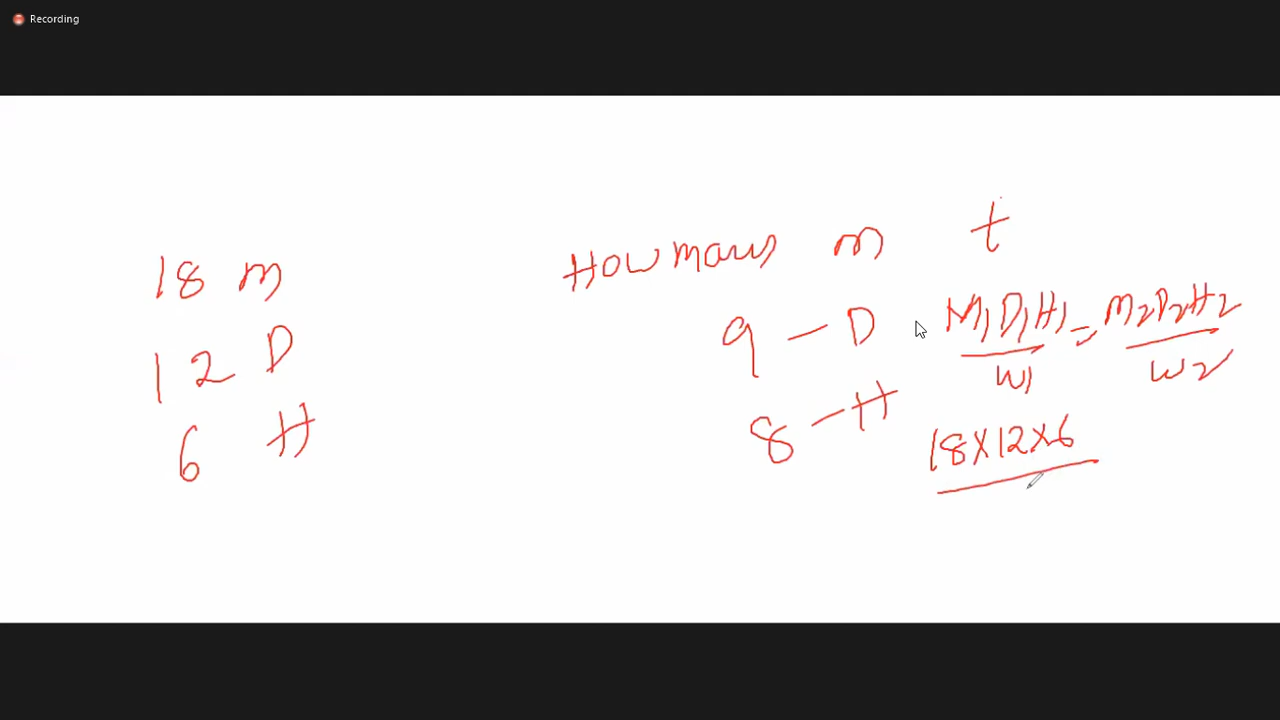 Recording
18 m
12 D
6 H
How many m t
9 - D
8 - H
M1D1H1 / W1 = M2D2H2 / W2
18x12x6